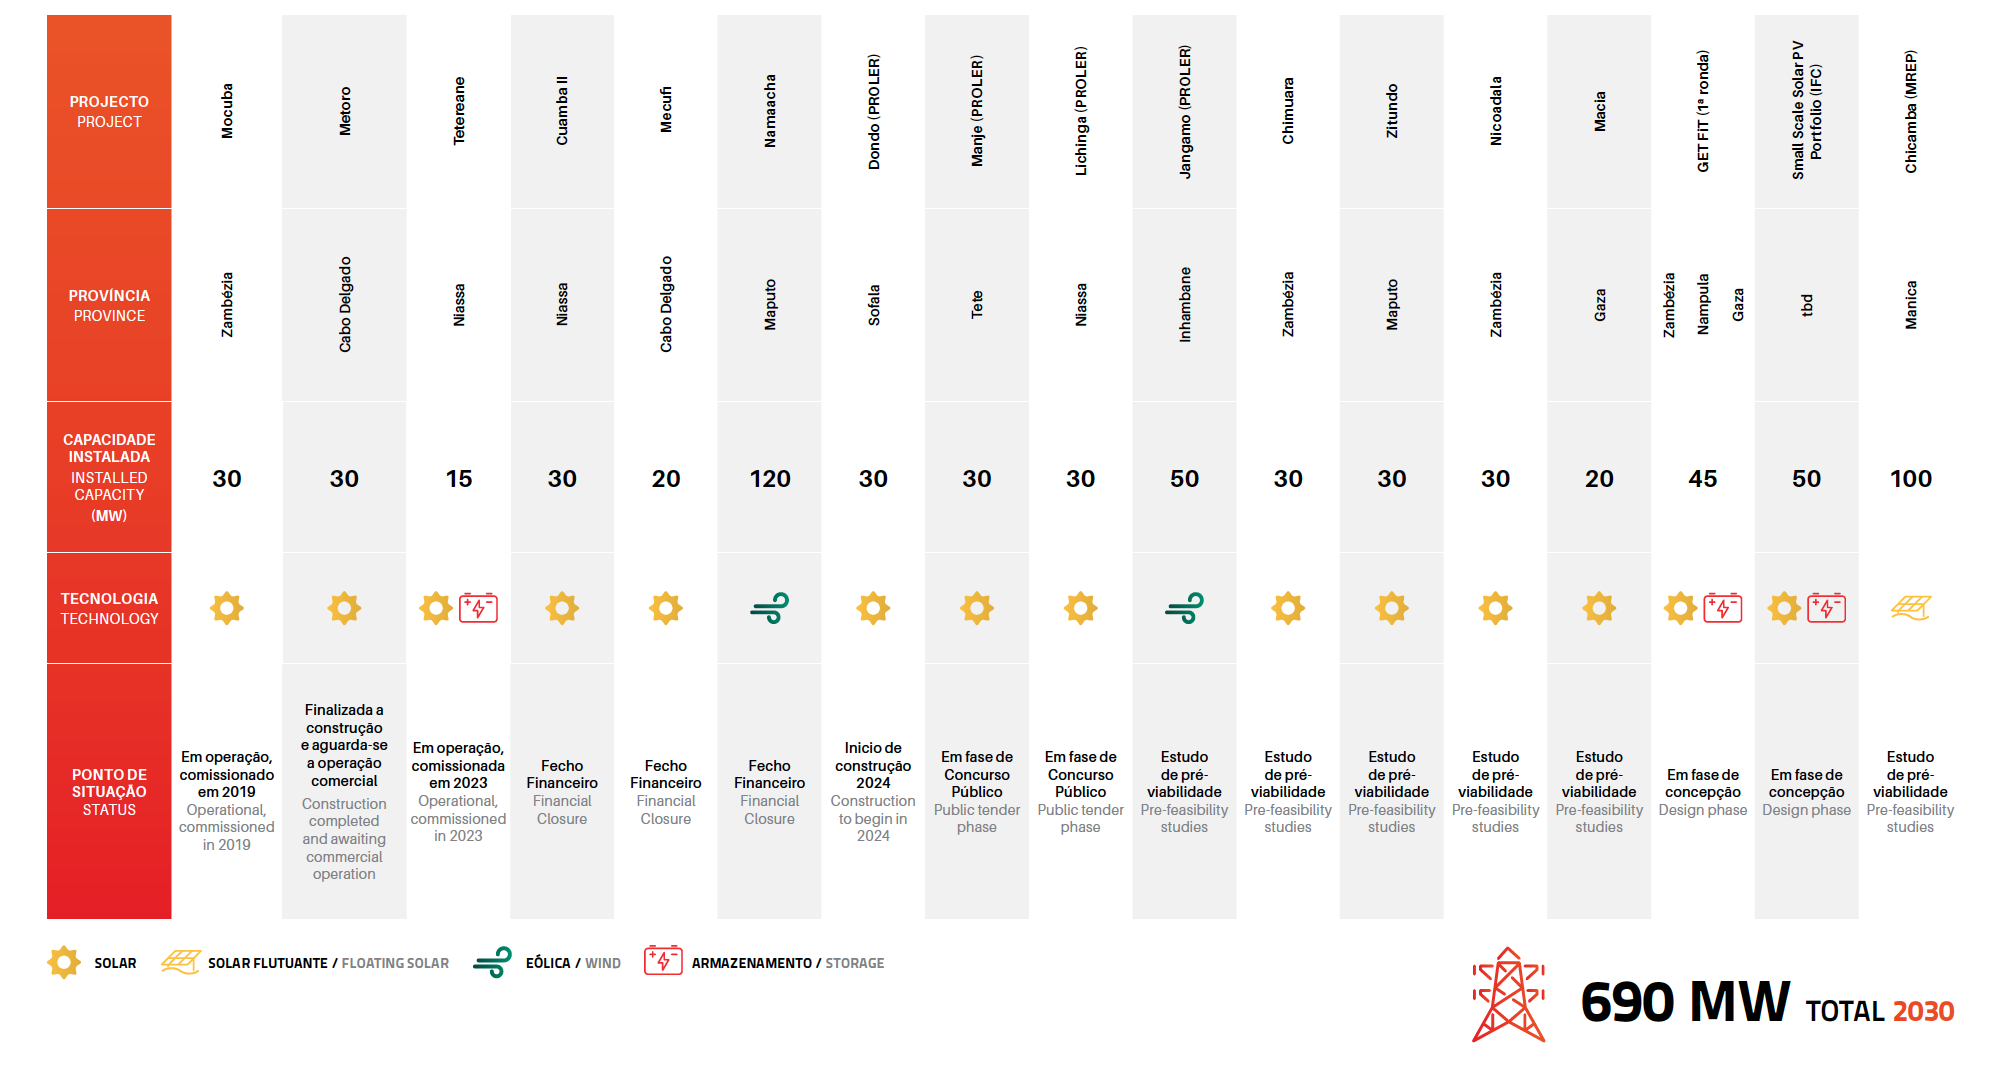 PROJECTO
PROJECT
Mocuba
Metoro
Tetereane
Cuamba II
Mecufi
Namaacha
Dondo (PROLER)
Manje (PROLER)
Lichinga (PROLER)
Jangamo (PROLER)
Chimuara
Zitundo
Nicoadala
Macia
GET FiT (1ª ronda)
Small Scale Solar PV
Portfolio (IFC)
Chicamba (MREP)
PROVÍNCIA
PROVINCE
Zambézia
Cabo Delgado
Niassa
Niassa
Cabo Delgado
Maputo
Sofala
Tete
Niassa
Inhambane
Zambézia
Maputo
Zambézia
Gaza
Zambézia
Nampula
Gaza
tbd
Manica
CAPACIDADE
INSTALADA
INSTALLED
CAPACITY
(MW)
30
30
15
30
20
120
30
30
30
50
30
30
30
20
45
50
100
TECNOLOGIA
TECHNOLOGY
PONTO DE
SITUAÇÃO
STATUS
Em operação,
comissionado
em 2019
Operational,
commissioned
in 2019
Finalizada a
construção
e aguarda-se
a operação
comercial
Construction
completed
and awaiting
commercial
operation
Em operação,
comissionada
em 2023
Operational,
commissioned
in 2023
Fecho
Financeiro
Financial
Closure
Fecho
Financeiro
Financial
Closure
Fecho
Financeiro
Financial
Closure
Inicio de
construção
2024
Construction
to begin in
2024
Em fase de
Concurso
Público
Public tender
phase
Em fase de
Concurso
Público
Public tender
phase
Estudo
de pré-
viabilidade
Pre-feasibility
studies
Estudo
de pré-
viabilidade
Pre-feasibility
studies
Estudo
de pré-
viabilidade
Pre-feasibility
studies
Estudo
de pré-
viabilidade
Pre-feasibility
studies
Estudo
de pré-
viabilidade
Pre-feasibility
studies
Em fase de
concepção
Design phase
Em fase de
concepção
Design phase
Estudo
de pré-
viabilidade
Pre-feasibility
studies
SOLAR
SOLAR FLUTUANTE / FLOATING SOLAR
EÓLICA / WIND
ARMAZENAMENTO / STORAGE
690 MW TOTAL 2030